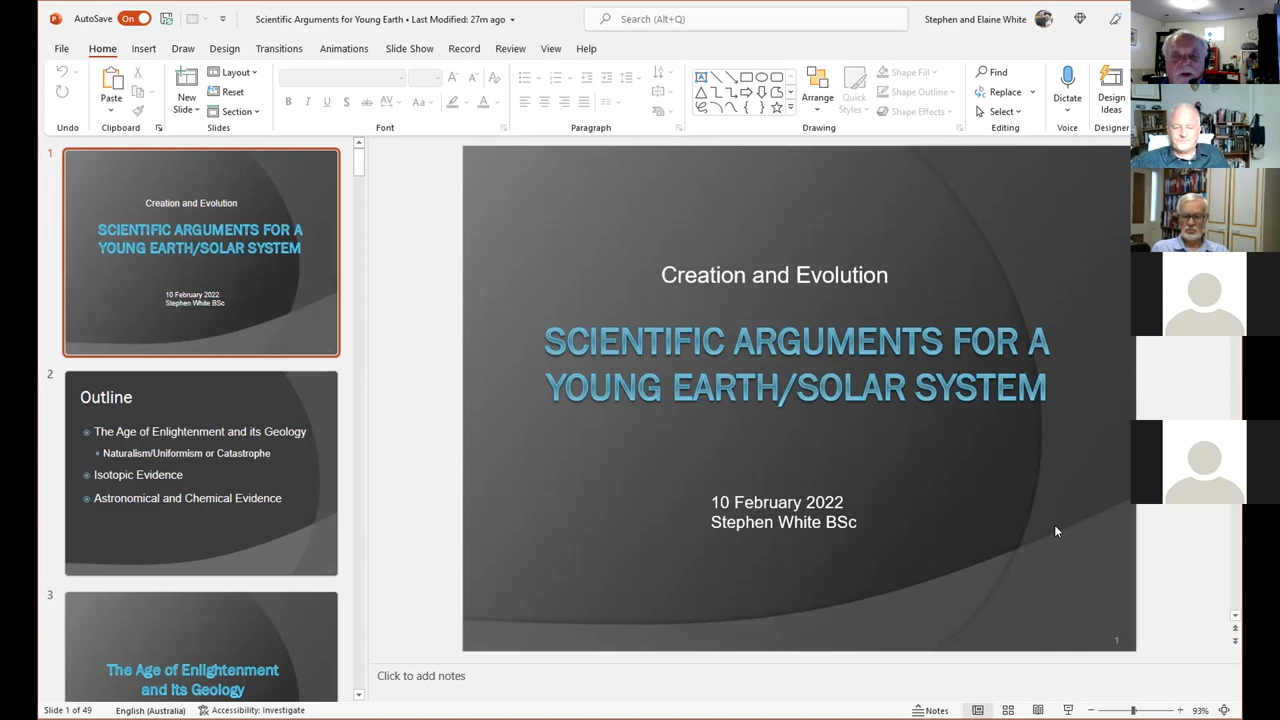 AutoSave
On
Scientific Arguments for Young Earth • Last Modified: 27m ago
Search (Alt+Q)
Stephen and Elaine White
File Home Insert Draw Design Transitions Animations Slide Show Record Review View Help
Paste
New
Slide
Layout
Reset
Section
B I U S ab AV Aa A
Shape Fill
Shape Outline
Shape Effects
Arrange
Quick
Styles
Find
Replace
Select
Dictate
Design
Ideas
Undo Clipboard Slides Font Paragraph Drawing Editing Voice Designer
1
Creation and Evolution
SCIENTIFIC ARGUMENTS FOR A
YOUNG EARTH/SOLAR SYSTEM
10 February 2022
Stephen White BSc
2
Outline
The Age of Enlightenment and its Geology
Naturalism/Uniformism or Catastrophe
Isotopic Evidence
Astronomical and Chemical Evidence
3
The Age of Enlightenment
and its Geology
Creation and Evolution
SCIENTIFIC ARGUMENTS FOR A
YOUNG EARTH/SOLAR SYSTEM
10 February 2022
Stephen White BSc
1
Click to add notes
Slide 1 of 49 English (Australia) Accessibility: Investigate Notes 93%